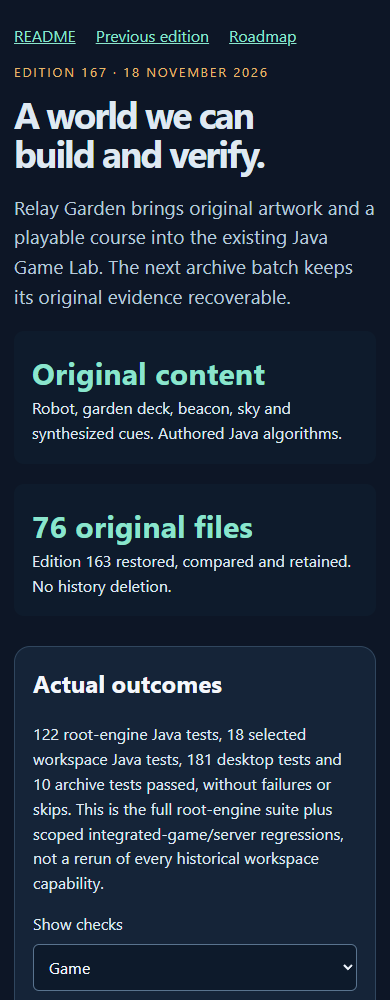 README Previous edition Roadmap
EDITION 167 · 18 NOVEMBER 2026
A world we can
build and verify.
Relay Garden brings original artwork and a
playable course into the existing Java
Game Lab. The next archive batch keeps
its original evidence recoverable.
Original content
Robot, garden deck, beacon, sky and
synthesized cues. Authored Java algorithms.
76 original files
Edition 163 restored, compared and retained.
No history deletion.
Actual outcomes
122 root-engine Java tests, 18 selected
workspace Java tests, 181 desktop tests and
10 archive tests passed, without failures or
skips. This is the full root-engine suite plus
scoped integrated-game/server regressions,
not a rerun of every historical workspace
capability.
Show checks
Game